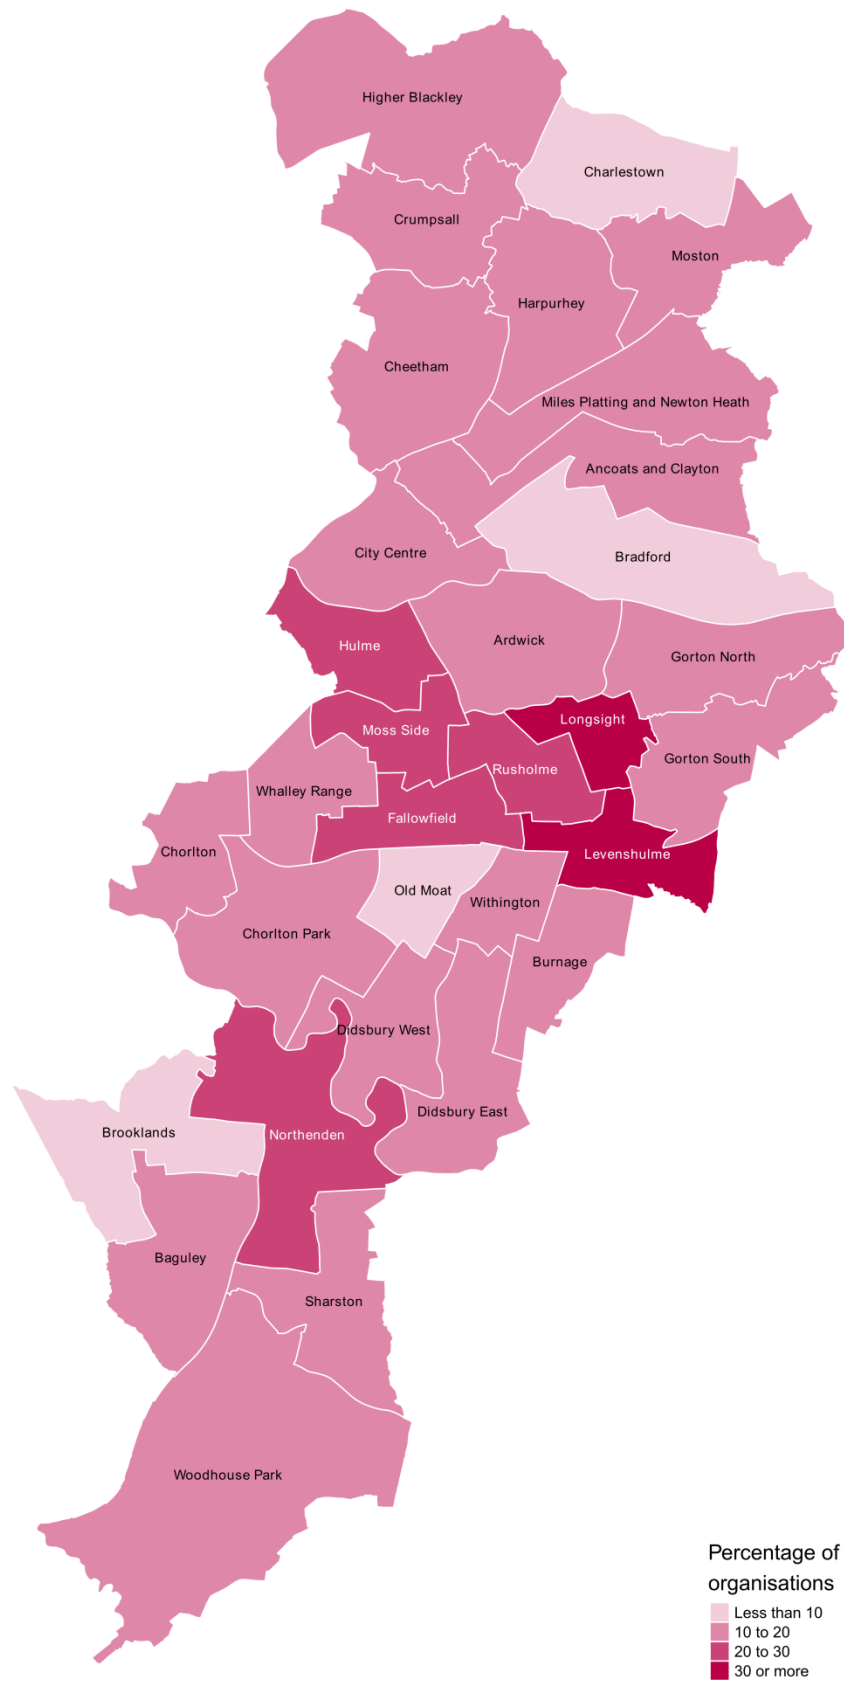 Higher Blackley
Charlestown
Crumpsall
Moston
Harpurhey
Cheetham
Miles Platting and Newton Heath
Ancoats and Clayton
City Centre
Bradford
Ardwick
Hulme
Gorton North
Longsight
Moss Side
Gorton South
Rusholme
Whalley Range
Fallowfield
Chorlton
Levenshulme
Old Moat
Withington
Chorlton Park
Burnage
Didsbury West
Didsbury East
Brooklands
Northenden
Baguley
Sharston
Woodhouse Park
Percentage of
organisations
Less than 10
10 to 20
20 to 30
30 or more